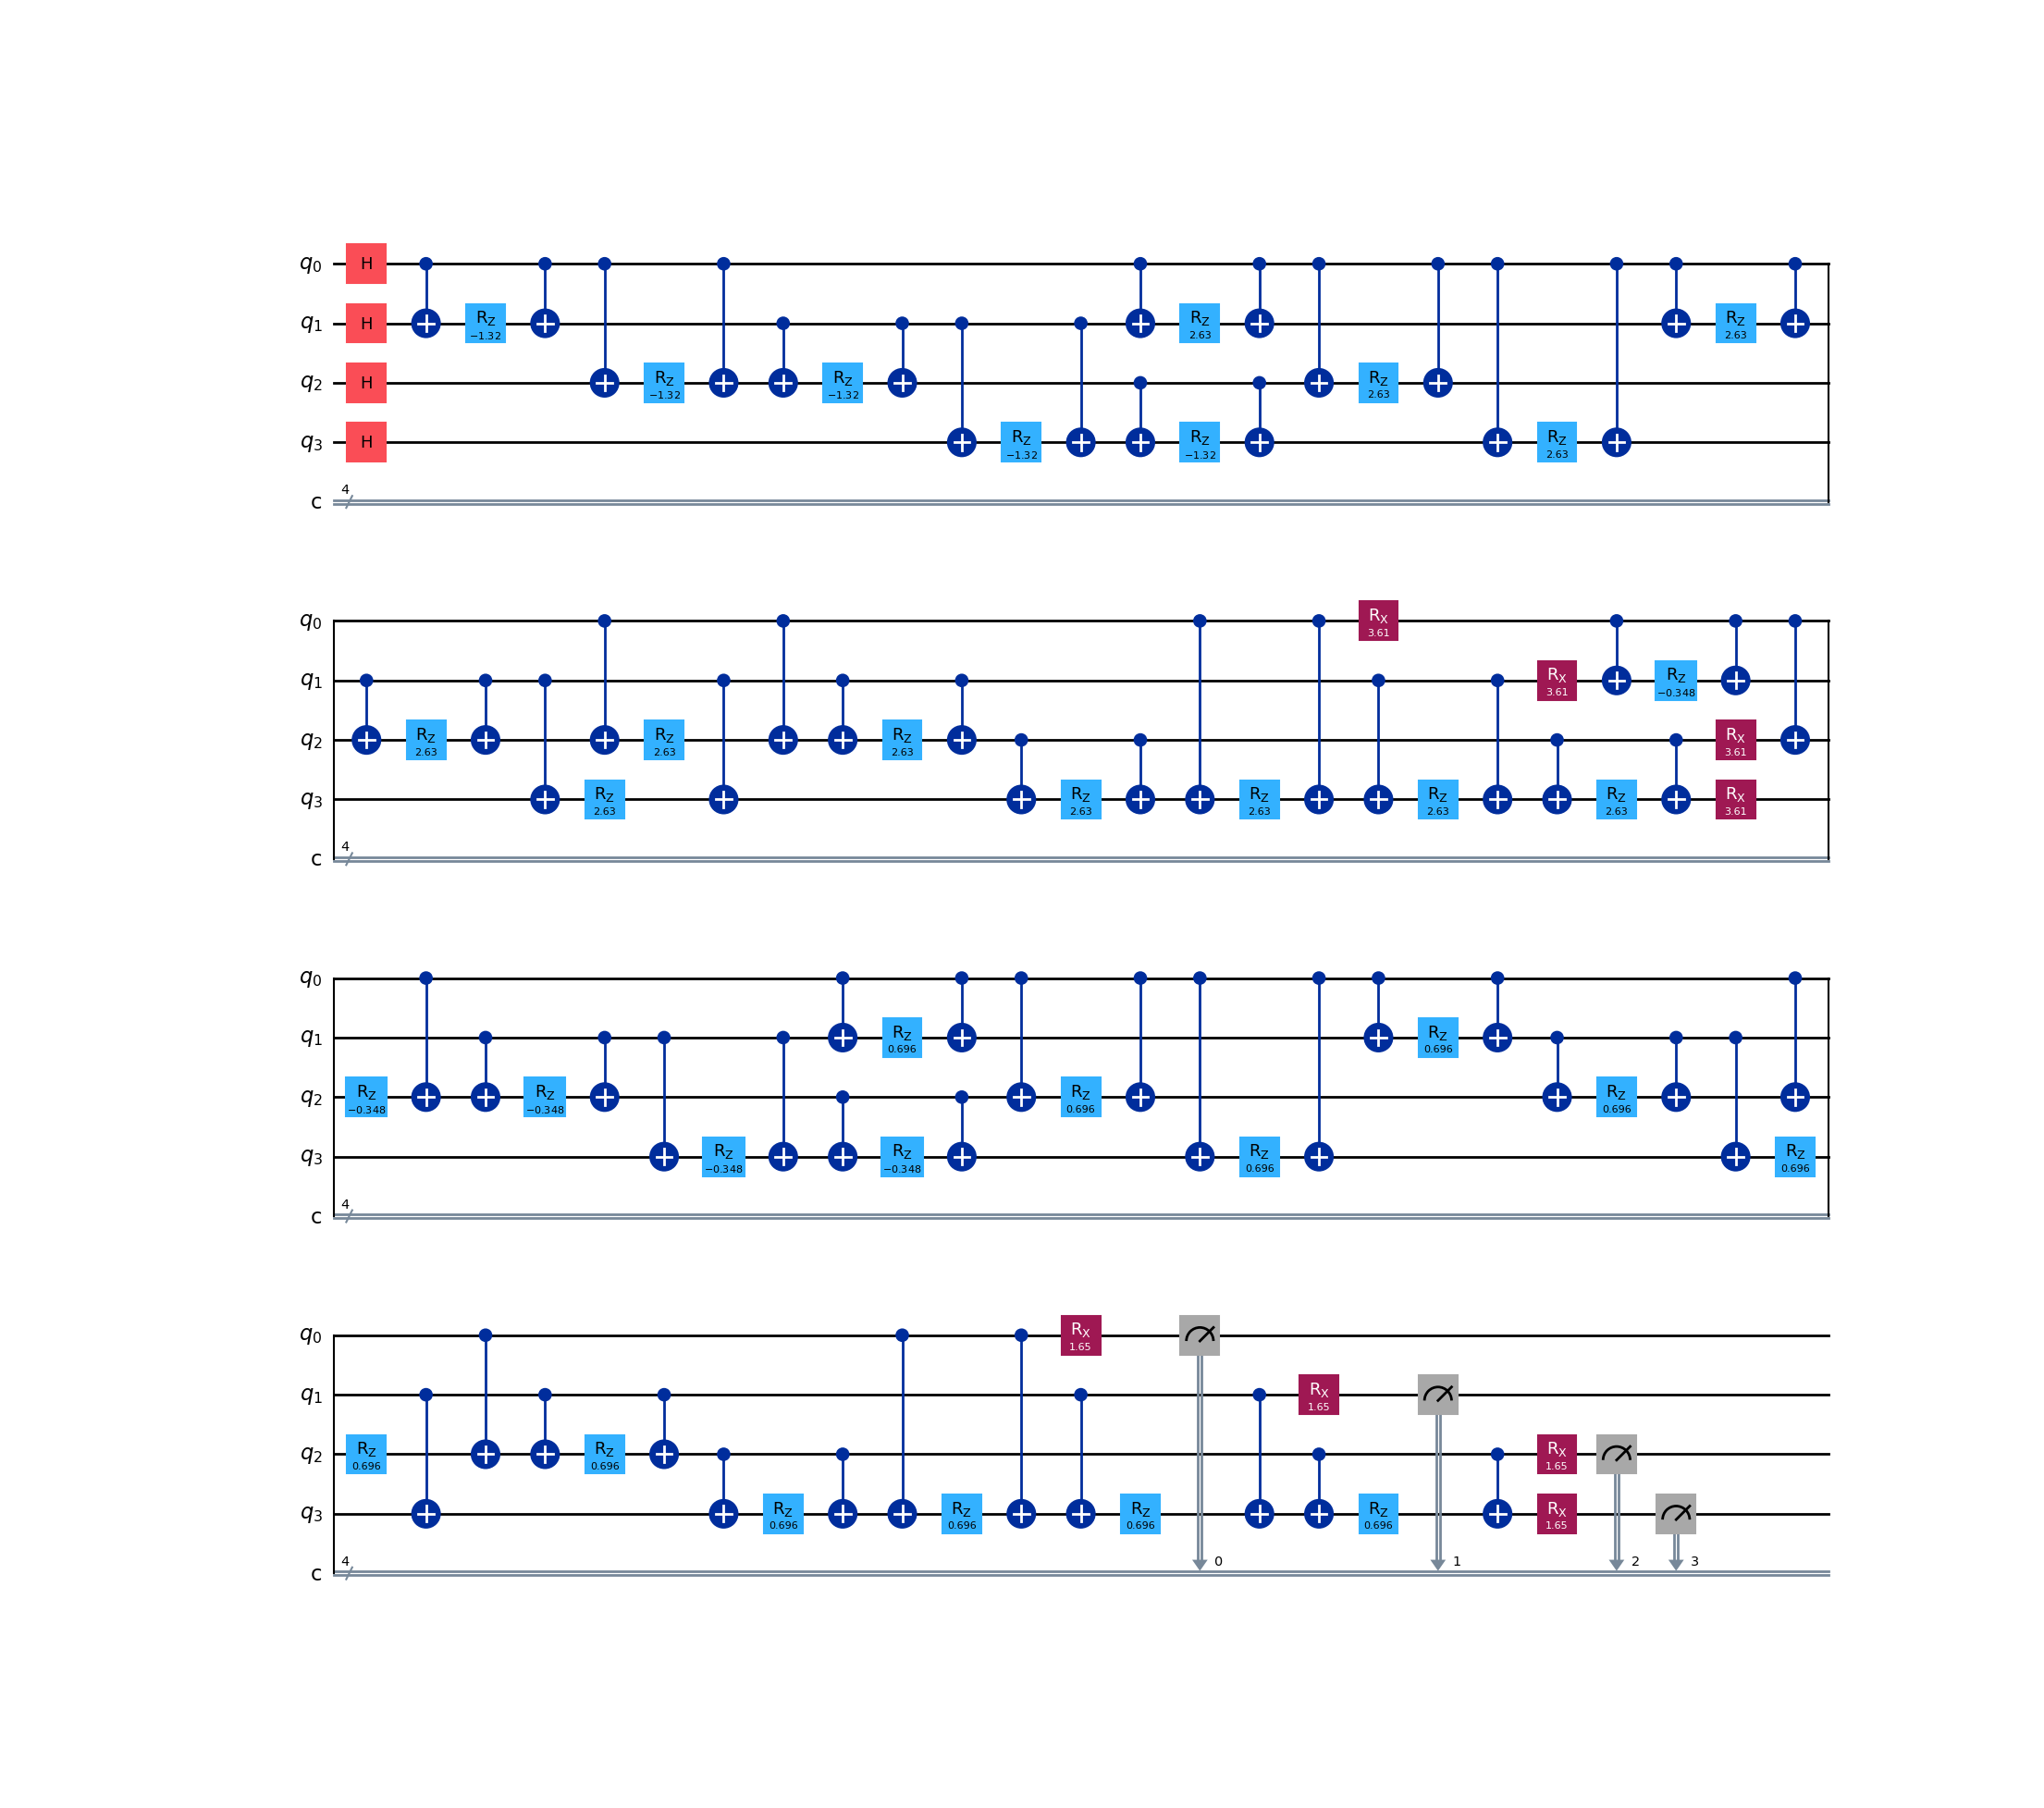 q0 H
q1 H RZ −1.32 RZ 2.63 RZ 2.63
q2 H RZ −1.32 RZ −1.32 RZ 2.63
q3 H RZ −1.32 RZ −1.32 RZ 2.63
c 4
q0 RX 3.61
q1 RX 3.61 RZ −0.348
q2 RZ 2.63 RZ 2.63 RZ 2.63 RX 3.61
q3 RZ 2.63 RZ 2.63 RZ 2.63 RZ 2.63 RZ 2.63 RX 3.61
c 4
q0
q1 RZ 0.696 RZ 0.696
q2 RZ −0.348 RZ −0.348 RZ 0.696 RZ 0.696
q3 RZ −0.348 RZ −0.348 RZ 0.696 RZ 0.696
c 4
q0 RX 1.65
q1 RX 1.65
q2 RZ 0.696 RZ 0.696 RX 1.65
q3 RZ 0.696 RZ 0.696 RZ 0.696 RZ 0.696 RX 1.65
c 4 0 1 2 3